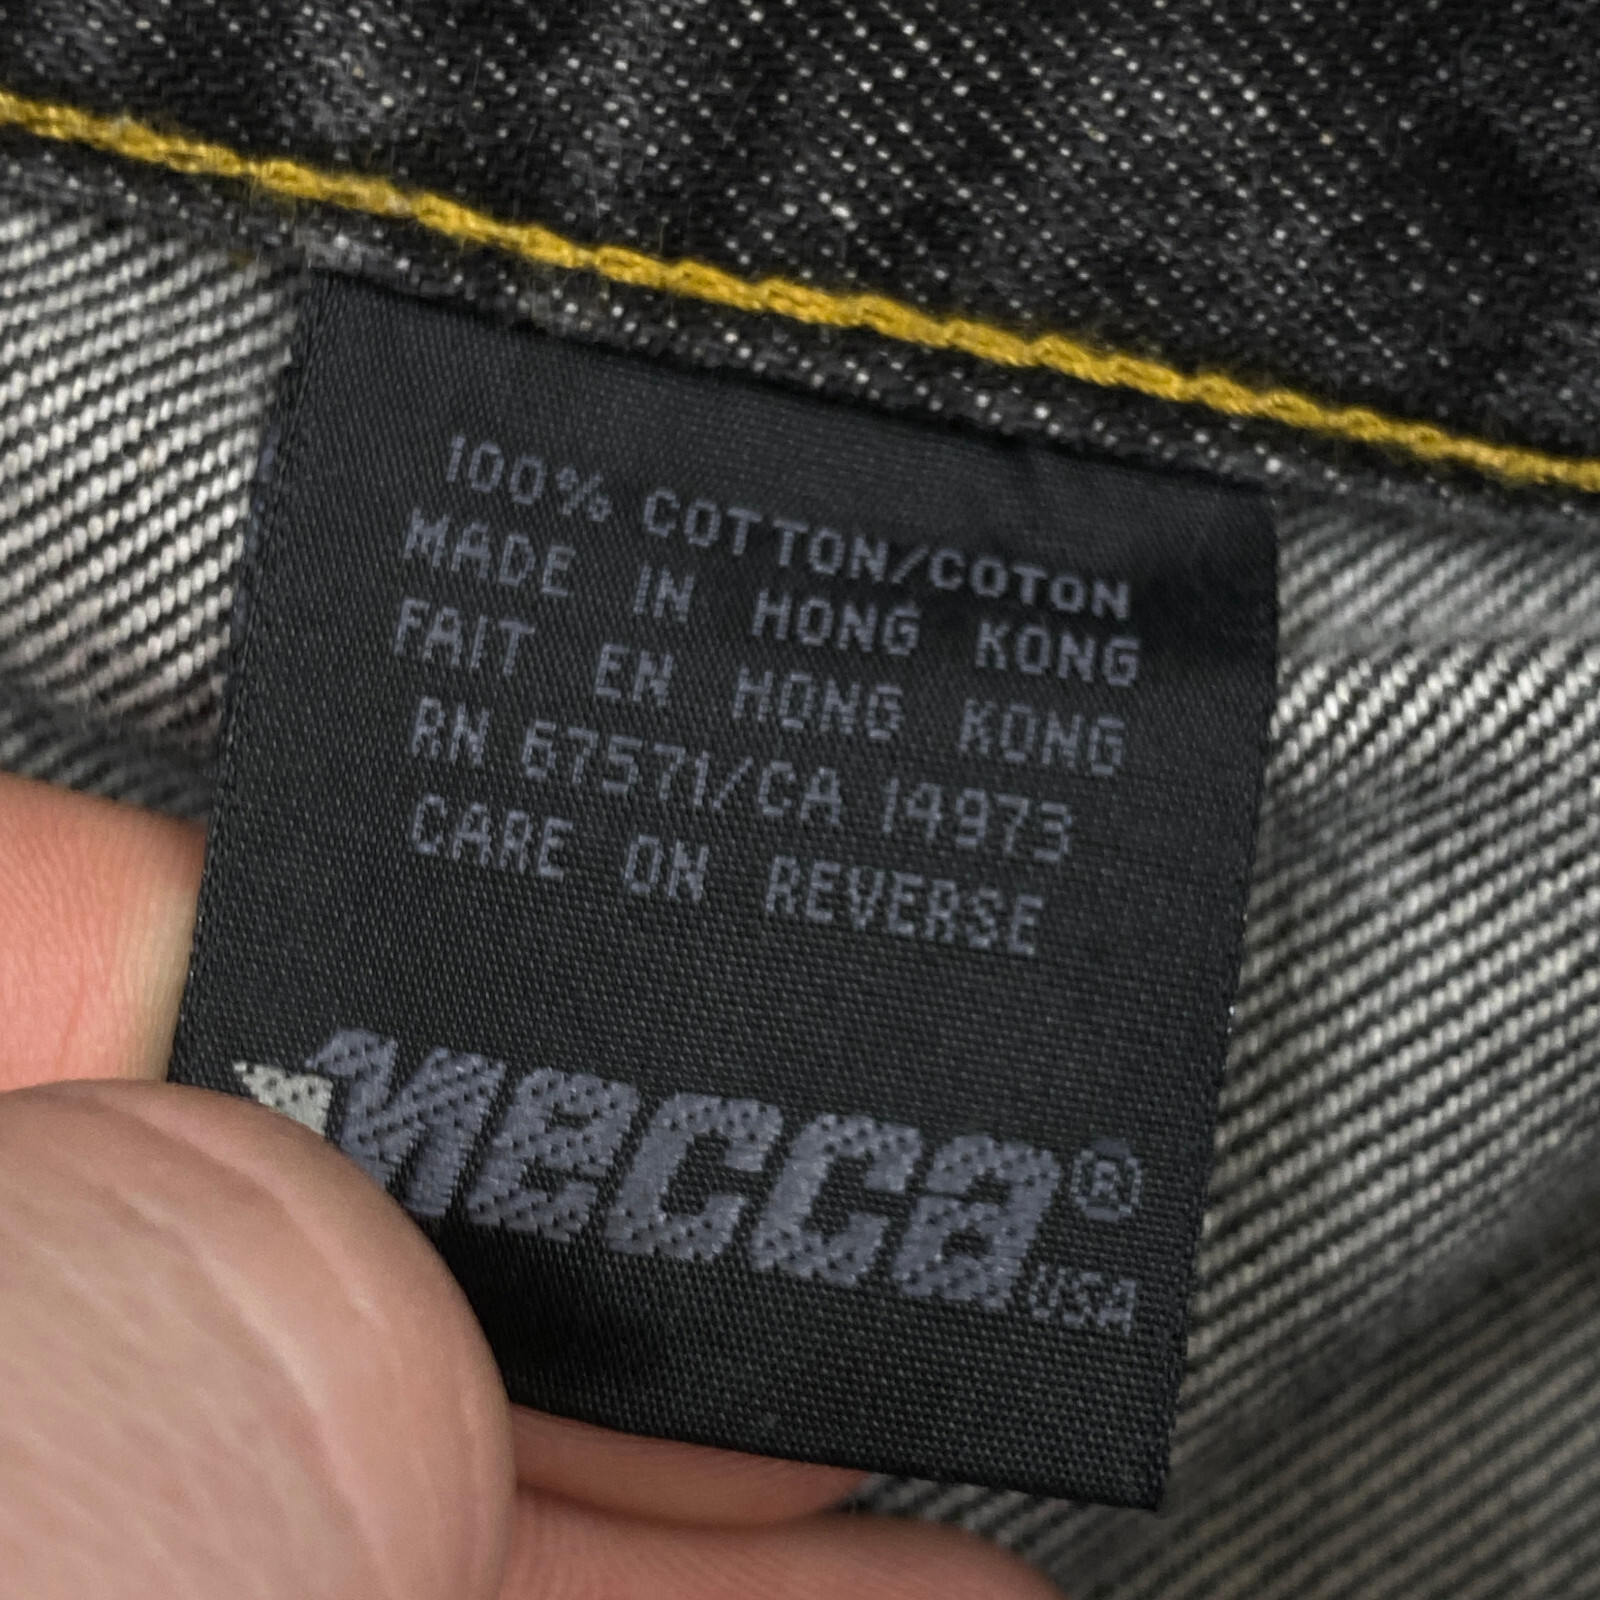 100% COTTON/COTON
MADE IN HONG KONG
FAIT EN HONG KONG
RN 67571/CA 14973
CARE ON REVERSE
MECCA®
USA